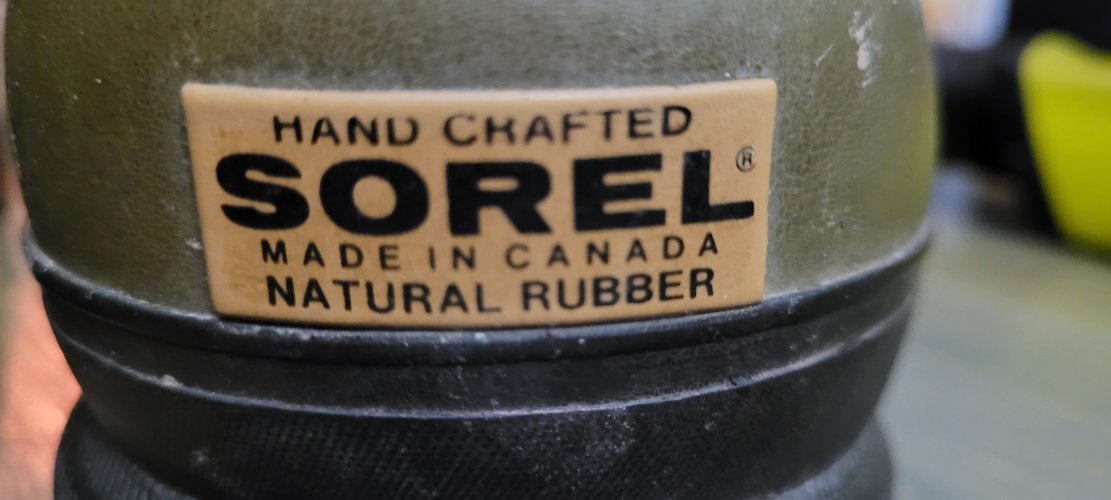 HAND CRAFTED
SOREL®
MADE IN CANADA
NATURAL RUBBER